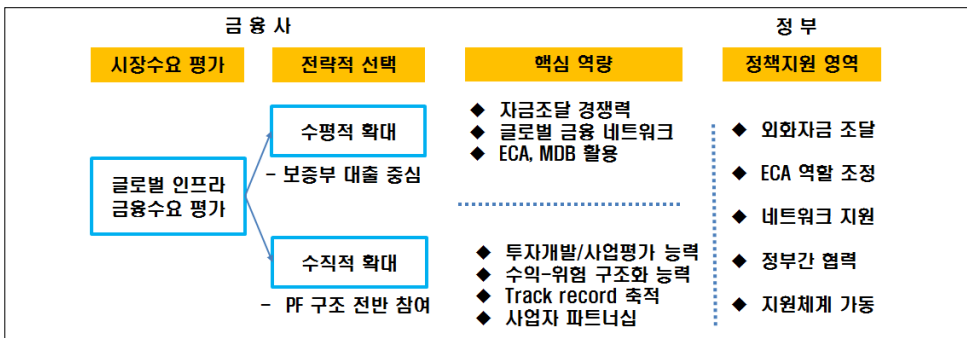 금 융 사
정 부
시장수요 평가
전략적 선택
핵심 역량
정책지원 영역
글로벌 인프라
금융수요 평가
수평적 확대
- 보증부 대출 중심
수직적 확대
- PF 구조 전반 참여
◆ 자금조달 경쟁력
◆ 글로벌 금융 네트워크
◆ ECA, MDB 활용
◆ 투자개발/사업평가 능력
◆ 수익-위험 구조화 능력
◆ Track record 축적
◆ 사업자 파트너십
◆ 외화자금 조달
◆ ECA 역할 조정
◆ 네트워크 지원
◆ 정부간 협력
◆ 지원체계 가동